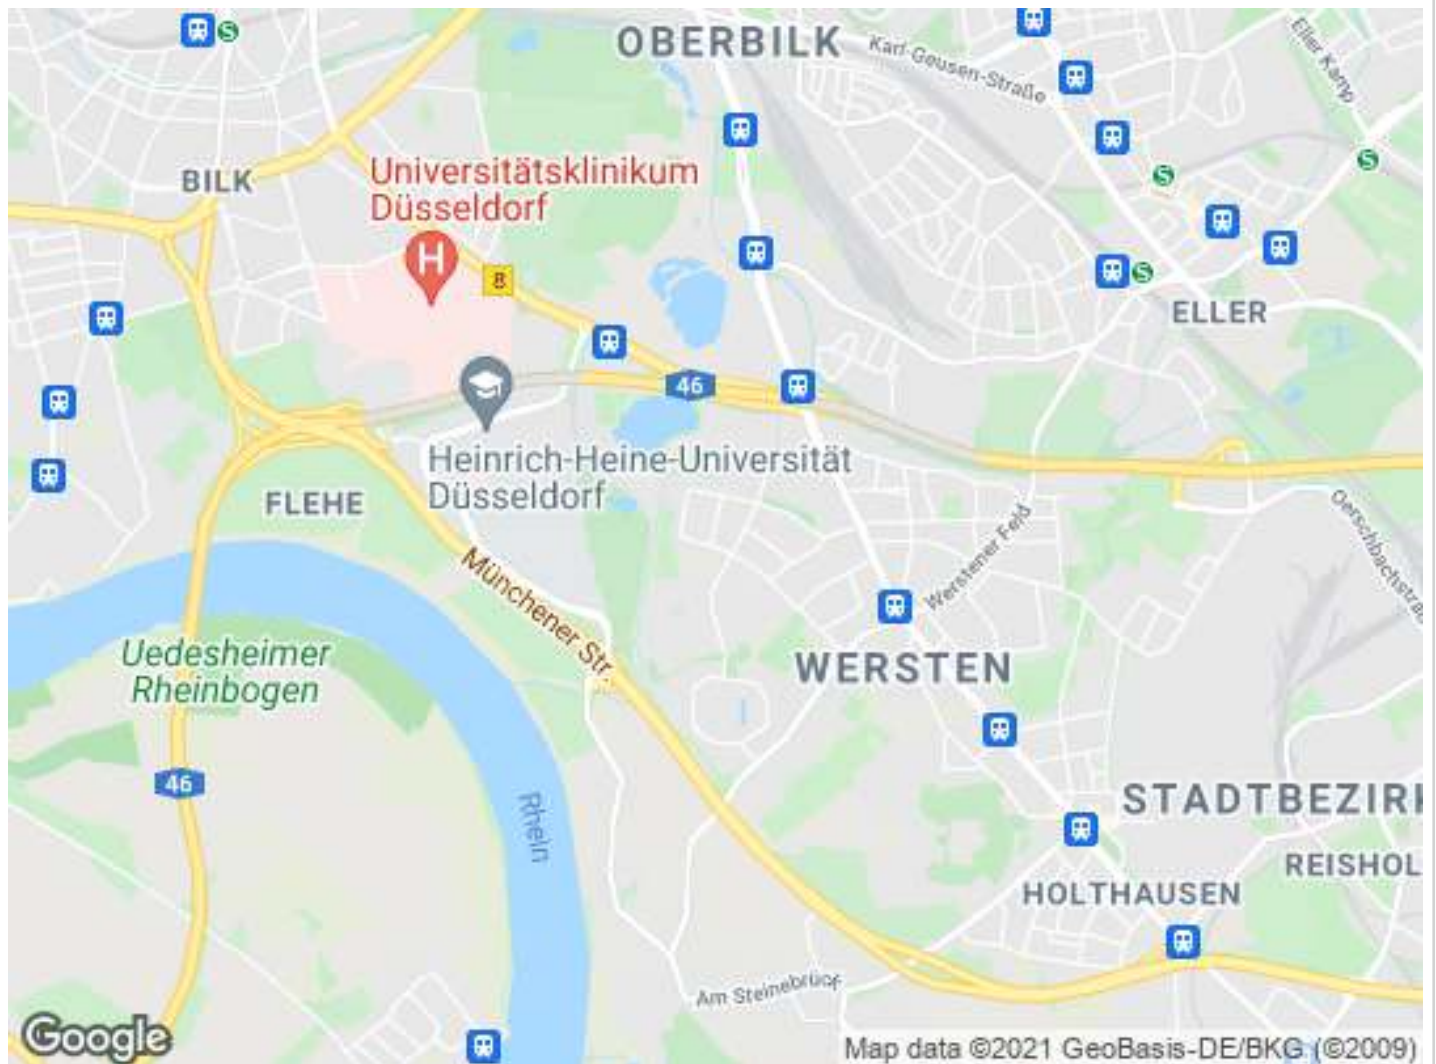 OBERBILK
Karl-Geusen-Straße
Eller Kamp
S
S
S
BILK
Universitätsklinikum
Düsseldorf
H
8
S
ELLER
46
Heinrich-Heine-Universität
Düsseldorf
FLEHE
Oerschbachstraß
Werstener Feld
Münchener Str.
Uedesheimer
Rheinbogen
WERSTEN
46
Rhein
STADTBEZIRK
REISHOL
HOLTHAUSEN
Am Steinebrück
Google
Map data ©2021 GeoBasis-DE/BKG (©2009)